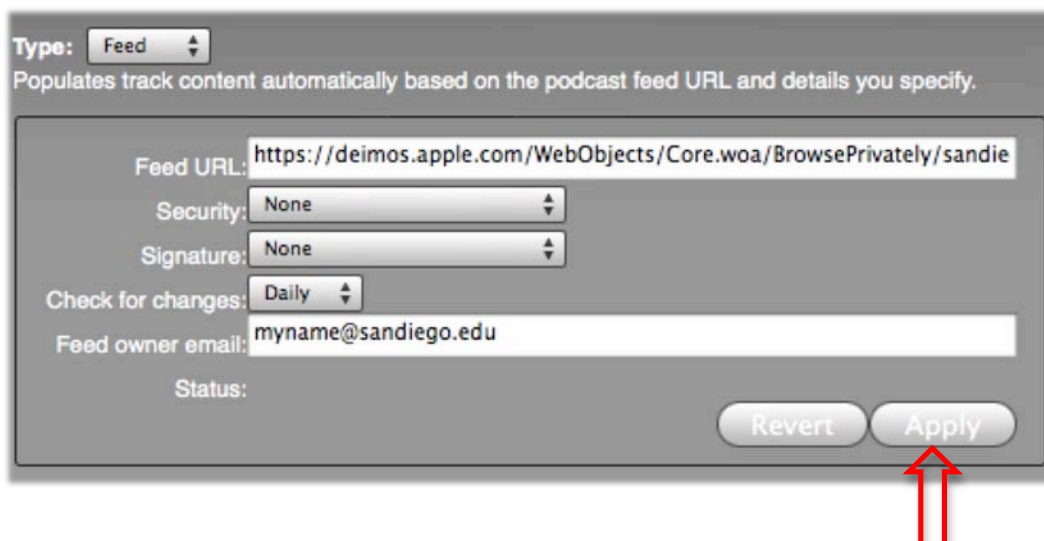 Type: Feed
Populates track content automatically based on the podcast feed URL and details you specify.
Feed URL: https://deimos.apple.com/WebObjects/Core.woa/BrowsePrivately/sandie
Security: None
Signature: None
Check for changes: Daily
Feed owner email: myname@sandiego.edu
Status:
Revert Apply